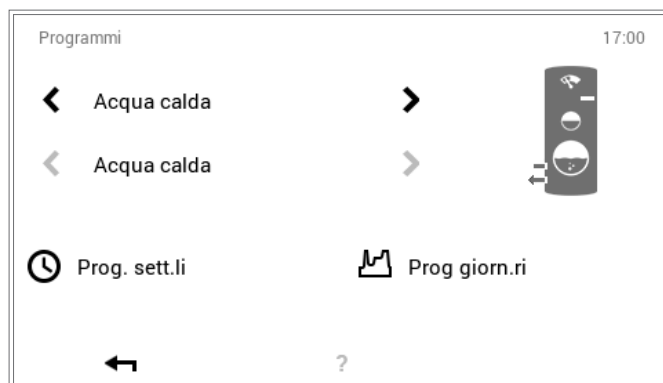 Programmi 17:00
Acqua calda
Acqua calda
Prog. sett.li Prog giorn.ri
?